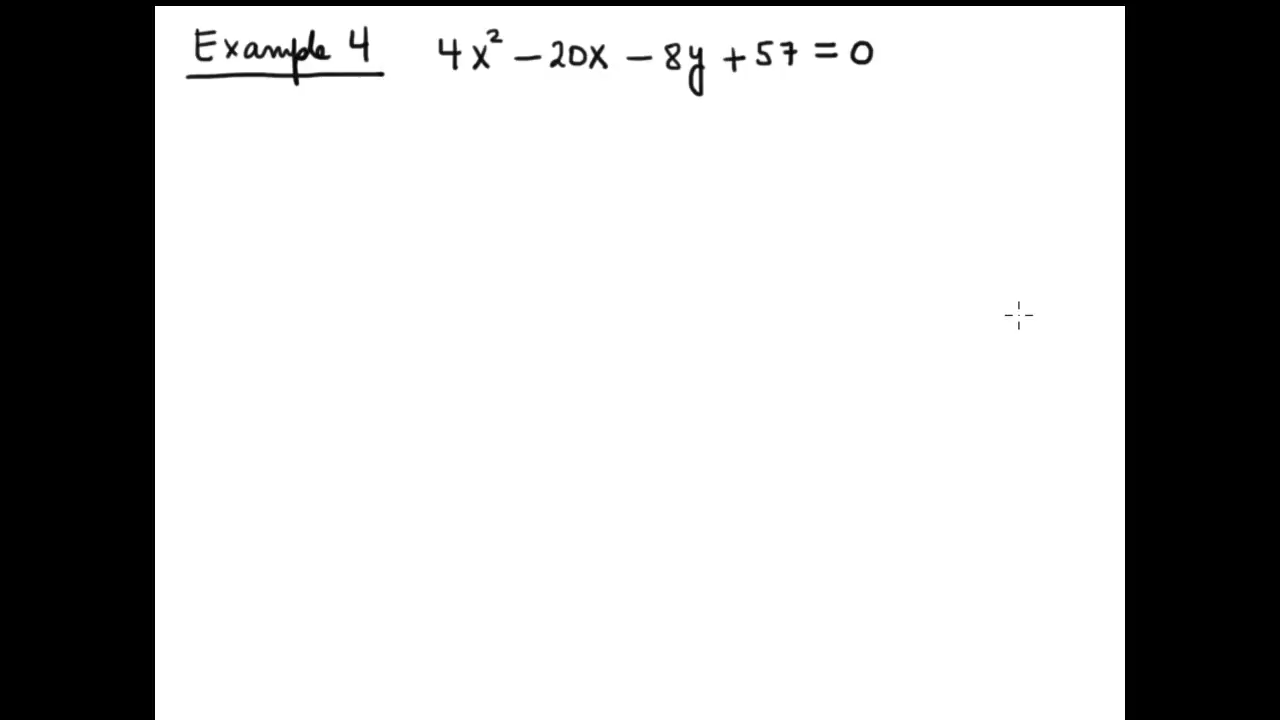 Example 4 4x² – 20x – 8y + 57 = 0